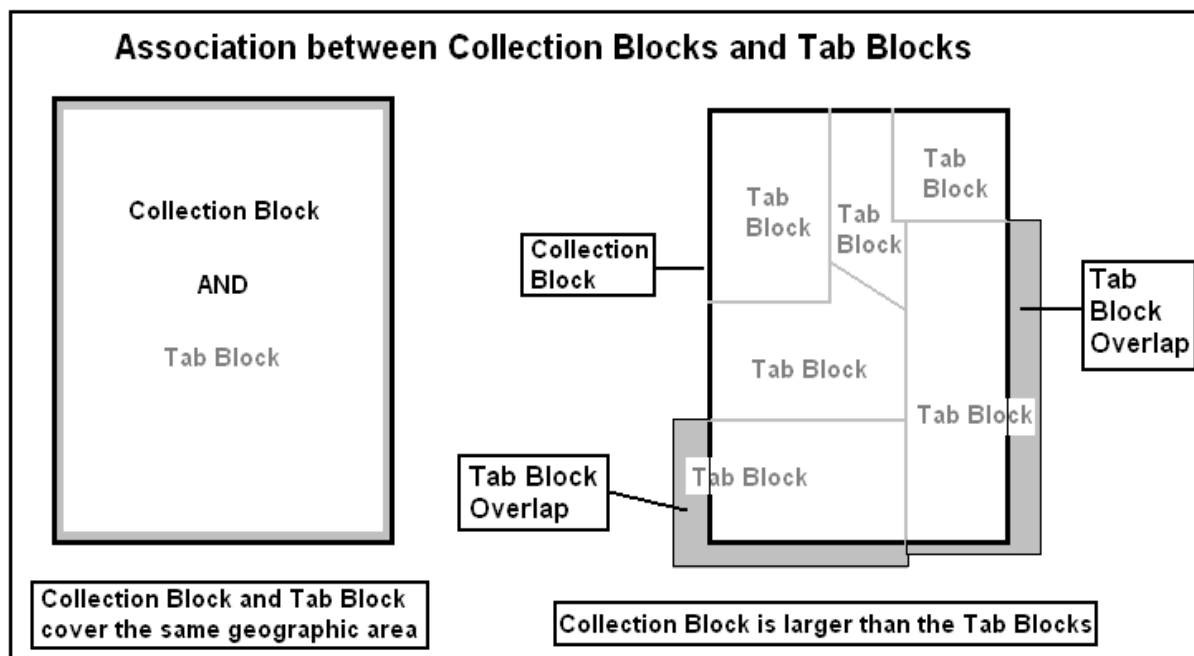 Association between Collection Blocks and Tab Blocks
Collection Block
AND
Tab Block
Collection Block and Tab Block
cover the same geographic area
Tab
Block
Tab
Block
Tab
Block
Collection
Block
Tab
Block
Overlap
Tab Block
Tab Block
Tab Block
Tab Block
Overlap
Collection Block is larger than the Tab Blocks